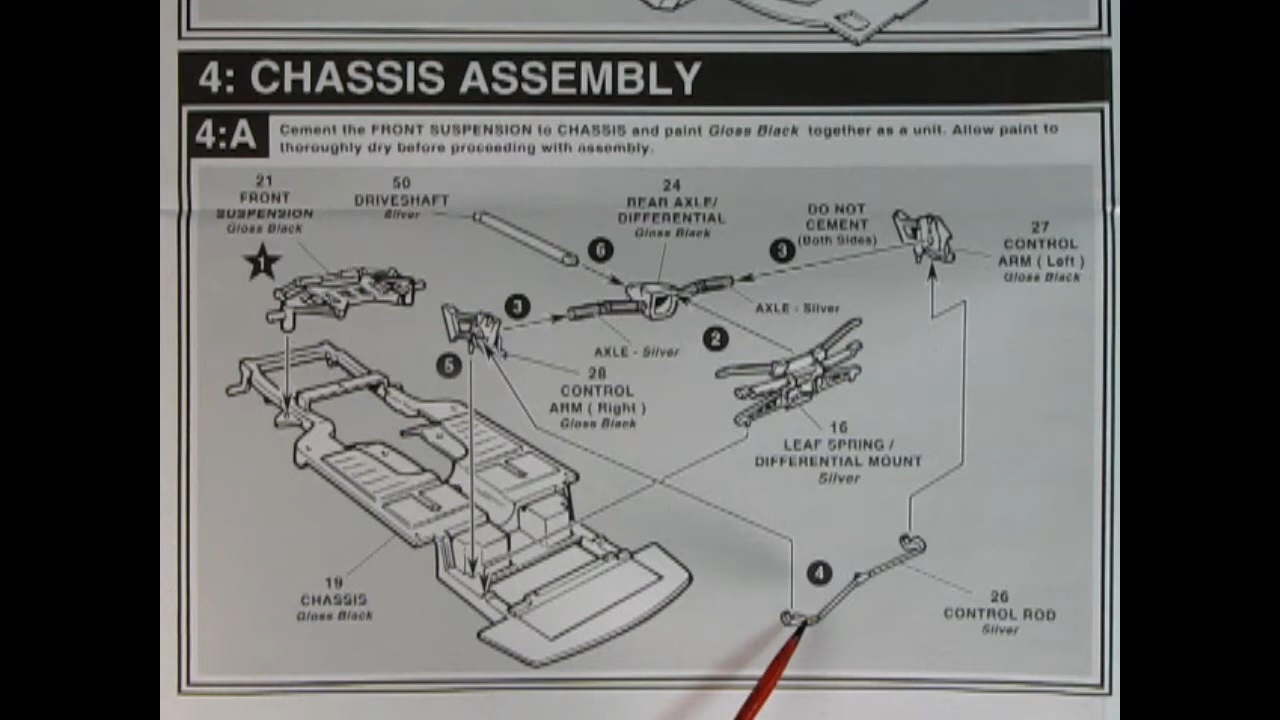 4: CHASSIS ASSEMBLY
4:A
Cement the FRONT SUSPENSION to CHASSIS and paint Gloss Black together as a unit. Allow paint to
thoroughly dry before proceeding with assembly.
21
FRONT
SUSPENSION
Gloss Black
1
50
DRIVESHAFT
Silver
24
REAR AXLE/
DIFFERENTIAL
Gloss Black
6
DO NOT
CEMENT
(Both Sides)
3
27
CONTROL
ARM ( Left )
Gloss Black
3
AXLE - Silver
AXLE - Silver
2
5
28
CONTROL
ARM ( Right )
Gloss Black
16
LEAF SPRING /
DIFFERENTIAL MOUNT
Silver
19
CHASSIS
Gloss Black
4
26
CONTROL ROD
Silver